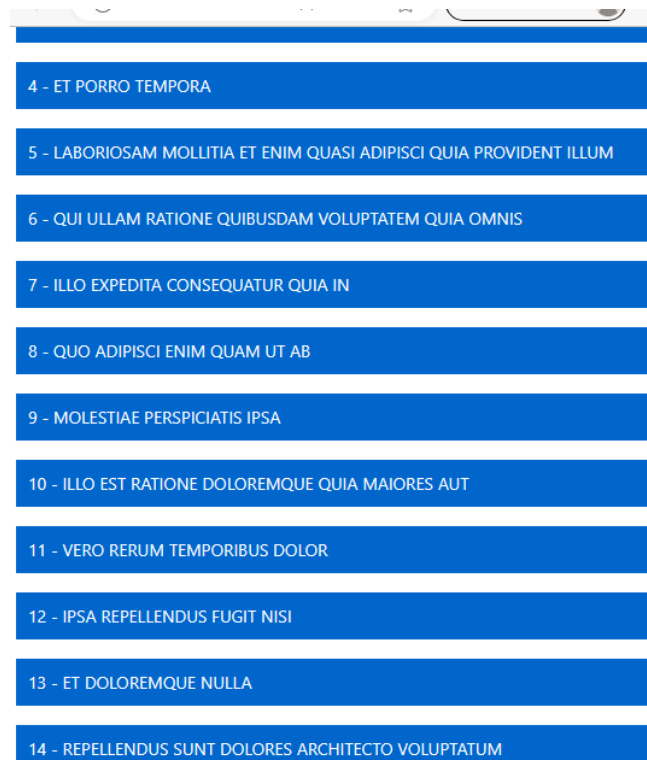 4 - ET PORRO TEMPORA
5 - LABORIOSAM MOLLITIA ET ENIM QUASI ADIPISCI QUIA PROVIDENT ILLUM
6 - QUI ULLAM RATIONE QUIBUSDAM VOLUPTATEM QUIA OMNIS
7 - ILLO EXPEDITA CONSEQUATUR QUIA IN
8 - QUO ADIPISCI ENIM QUAM UT AB
9 - MOLESTIAE PERSPICIATIS IPSA
10 - ILLO EST RATIONE DOLOREMQUE QUIA MAIORES AUT
11 - VERO RERUM TEMPORIBUS DOLOR
12 - IPSA REPELLENDUS FUGIT NISI
13 - ET DOLOREMQUE NULLA
14 - REPELLENDUS SUNT DOLORES ARCHITECTO VOLUPTATUM